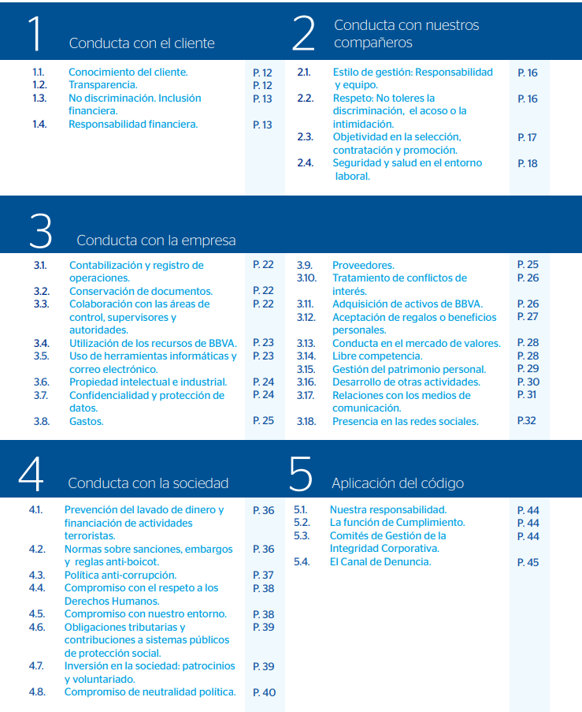 1 Conducta con el cliente
1.1. Conocimiento del cliente. P. 12
1.2. Transparencia. P. 12
1.3. No discriminación. Inclusión P. 13
financiera.
1.4. Responsabilidad financiera. P. 13
2 Conducta con nuestros
compañeros
2.1. Estilo de gestión: Responsabilidad P. 16
y equipo.
2.2. Respeto: No toleres la P. 16
discriminación, el acoso o la
intimidación.
2.3. Objetividad en la selección, P. 17
contratación y promoción.
2.4. Seguridad y salud en el entorno P. 18
laboral.
3 Conducta con la empresa
3.1. Contabilización y registro de P. 22
operaciones.
3.2. Conservación de documentos. P. 22
3.3. Colaboración con las áreas de P. 22
control, supervisores y
autoridades.
3.4. Utilización de los recursos de BBVA. P. 23
3.5. Uso de herramientas informáticas y P. 23
correo electrónico.
3.6. Propiedad intelectual e industrial. P. 24
3.7. Confidencialidad y protección de P. 24
datos.
3.8. Gastos. P. 25
3.9. Proveedores. P. 25
3.10. Tratamiento de conflictos de P. 26
interés.
3.11. Adquisición de activos de BBVA. P. 26
3.12. Aceptación de regalos o beneficios P. 27
personales.
3.13. Conducta en el mercado de valores. P. 28
3.14. Libre competencia. P. 28
3.15. Gestión del patrimonio personal. P. 29
3.16. Desarrollo de otras actividades. P. 30
3.17. Relaciones con los medios de P. 31
comunicación.
3.18. Presencia en las redes sociales. P.32
4 Conducta con la sociedad
4.1. Prevención del lavado de dinero y P. 36
financiación de actividades
terroristas.
4.2. Normas sobre sanciones, embargos P. 36
y reglas anti-boicot.
4.3. Política anti-corrupción. P. 37
4.4. Compromiso con el respeto a los P. 38
Derechos Humanos.
4.5. Compromiso con nuestro entorno. P. 38
4.6. Obligaciones tributarias y P. 39
contribuciones a sistemas públicos
de protección social.
4.7. Inversión en la sociedad: patrocinios P. 39
y voluntariado.
4.8. Compromiso de neutralidad política. P. 40
5 Aplicación del código
5.1. Nuestra responsabilidad. P. 44
5.2. La función de Cumplimiento. P. 44
5.3. Comités de Gestión de la P. 44
Integridad Corporativa.
5.4. El Canal de Denuncia. P. 45